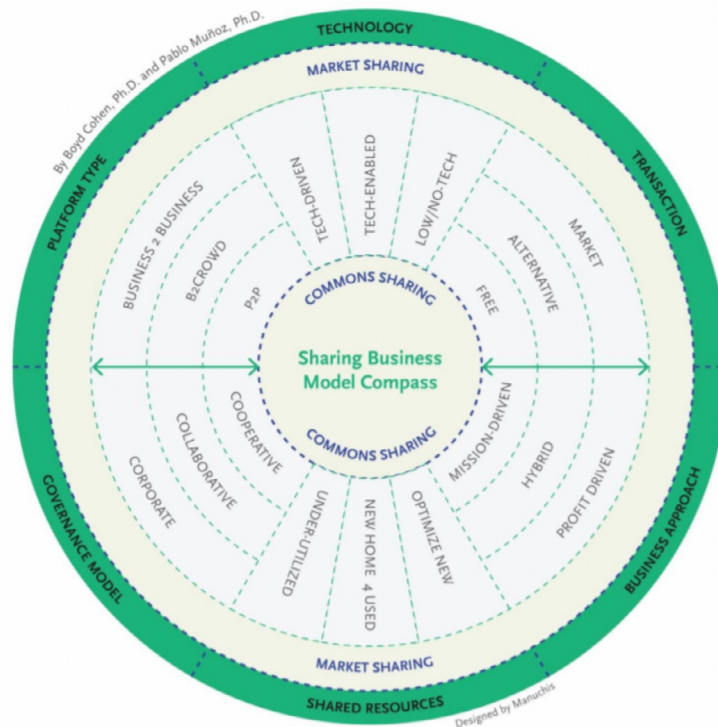 By Boyd Cohen, Ph.D. and Pablo Muñoz, Ph.D.
TECHNOLOGY
MARKET SHARING
PLATFORM TYPE
TRANSACTION
BUSINESS 2 BUSINESS
B2CROWD
P2P
TECH-DRIVEN
TECH-ENABLED
LOW/NO-TECH
FREE
ALTERNATIVE
MARKET
COMMONS SHARING
Sharing Business
Model Compass
COMMONS SHARING
CORPORATE
COLLABORATIVE
COOPERATIVE
UNDER-UTILIZED
NEW HOME 4 USED
OPTIMIZE NEW
MISSION-DRIVEN
HYBRID
PROFIT DRIVEN
GOVERNANCE MODEL
BUSINESS APPROACH
MARKET SHARING
SHARED RESOURCES
Designed by Manuchis